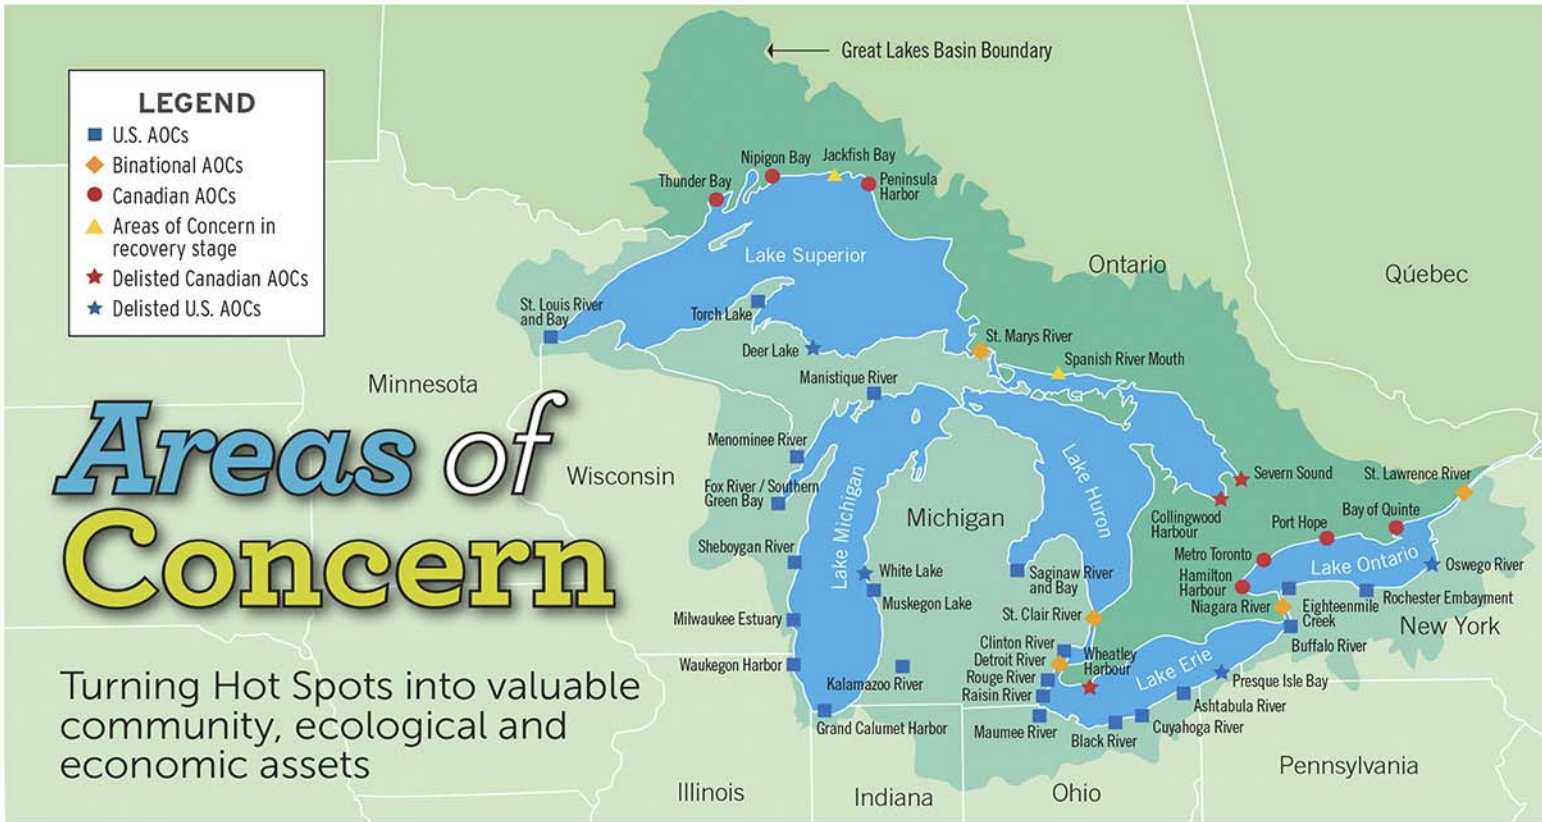 Great Lakes Basin Boundary
LEGEND
U.S. AOCs
Binational AOCs
Canadian AOCs
Areas of Concern in
recovery stage
Delisted Canadian AOCs
Delisted U.S. AOCs
Nipigon Bay
Jackfish Bay
Thunder Bay
Peninsula
Harbor
Lake Superior
Ontario
Qúebec
St. Louis River
and Bay
Torch Lake
Deer Lake
St. Marys River
Spanish River Mouth
Manistique River
Minnesota
Areas of
Concern
Wisconsin
Menominee River
Fox River / Southern
Green Bay
Lake Michigan
Michigan
Lake Huron
Severn Sound
Collingwood
Harbour
St. Lawrence River
Bay of Quinte
Port Hope
Metro Toronto
Hamilton
Harbour
Lake Ontario
Oswego River
Sheboygan River
White Lake
Muskegon Lake
Saginaw River
and Bay
Niagara River
Eighteenmile
Creek
Rochester Embayment
New York
Buffalo River
Milwaukee Estuary
St. Clair River
Waukegon Harbor
Kalamazoo River
Clinton River
Detroit River
Rouge River
Raisin River
Wheatley
Harbour
Lake Erie
Presque Isle Bay
Ashtabula River
Cuyahoga River
Grand Calumet Harbor
Maumee River
Black River
Turning Hot Spots into valuable
community, ecological and
economic assets
Illinois
Indiana
Ohio
Pennsylvania